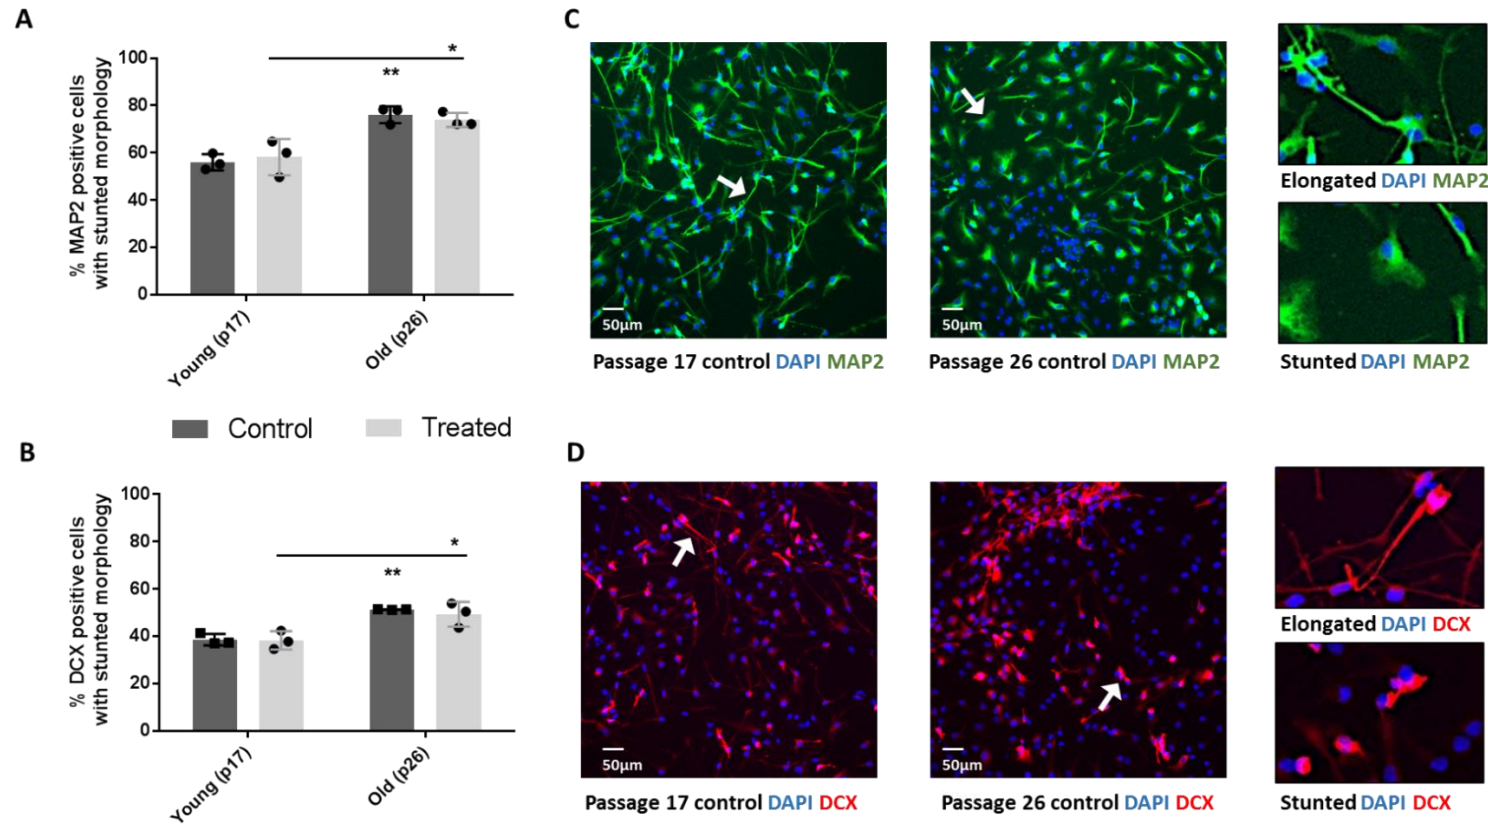 A
% MAP2 positive cells
with stunted morphology
100
80
60
40
20
0
*
**
Young (p17)
Old (p26)
Control
Treated
B
% DCX positive cells
with stunted morphology
100
80
60
40
20
0
*
**
Young (p17)
Old (p26)
C
50µm
Passage 17 control DAPI MAP2
50µm
Passage 26 control DAPI MAP2
Elongated DAPI MAP2
Stunted DAPI MAP2
D
50µm
Passage 17 control DAPI DCX
50µm
Passage 26 control DAPI DCX
Elongated DAPI DCX
Stunted DAPI DCX